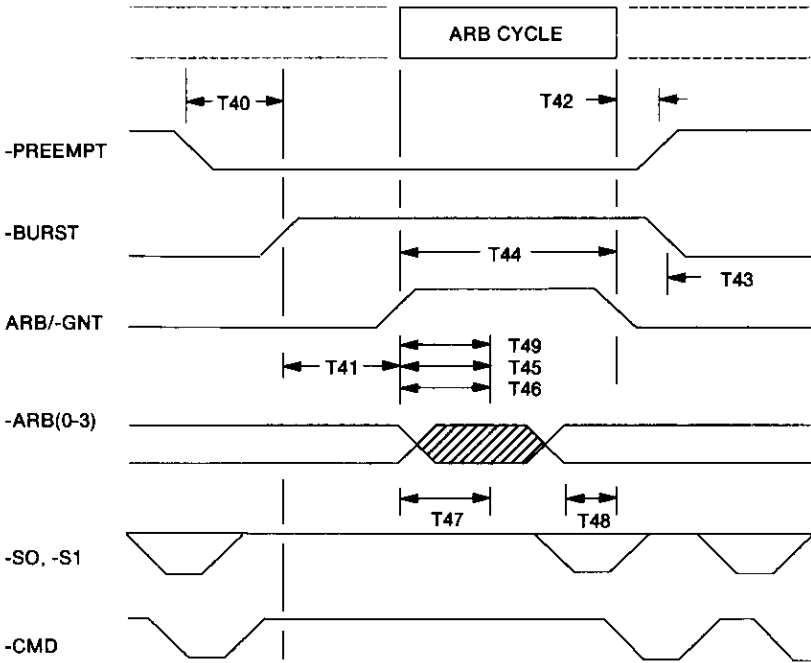 ARB CYCLE
T40
T42
-PREEMPT
-BURST
T44
T43
ARB/-GNT
T49
T41
T45
T46
-ARB(0-3)
T47
T48
-SO, -S1
-CMD